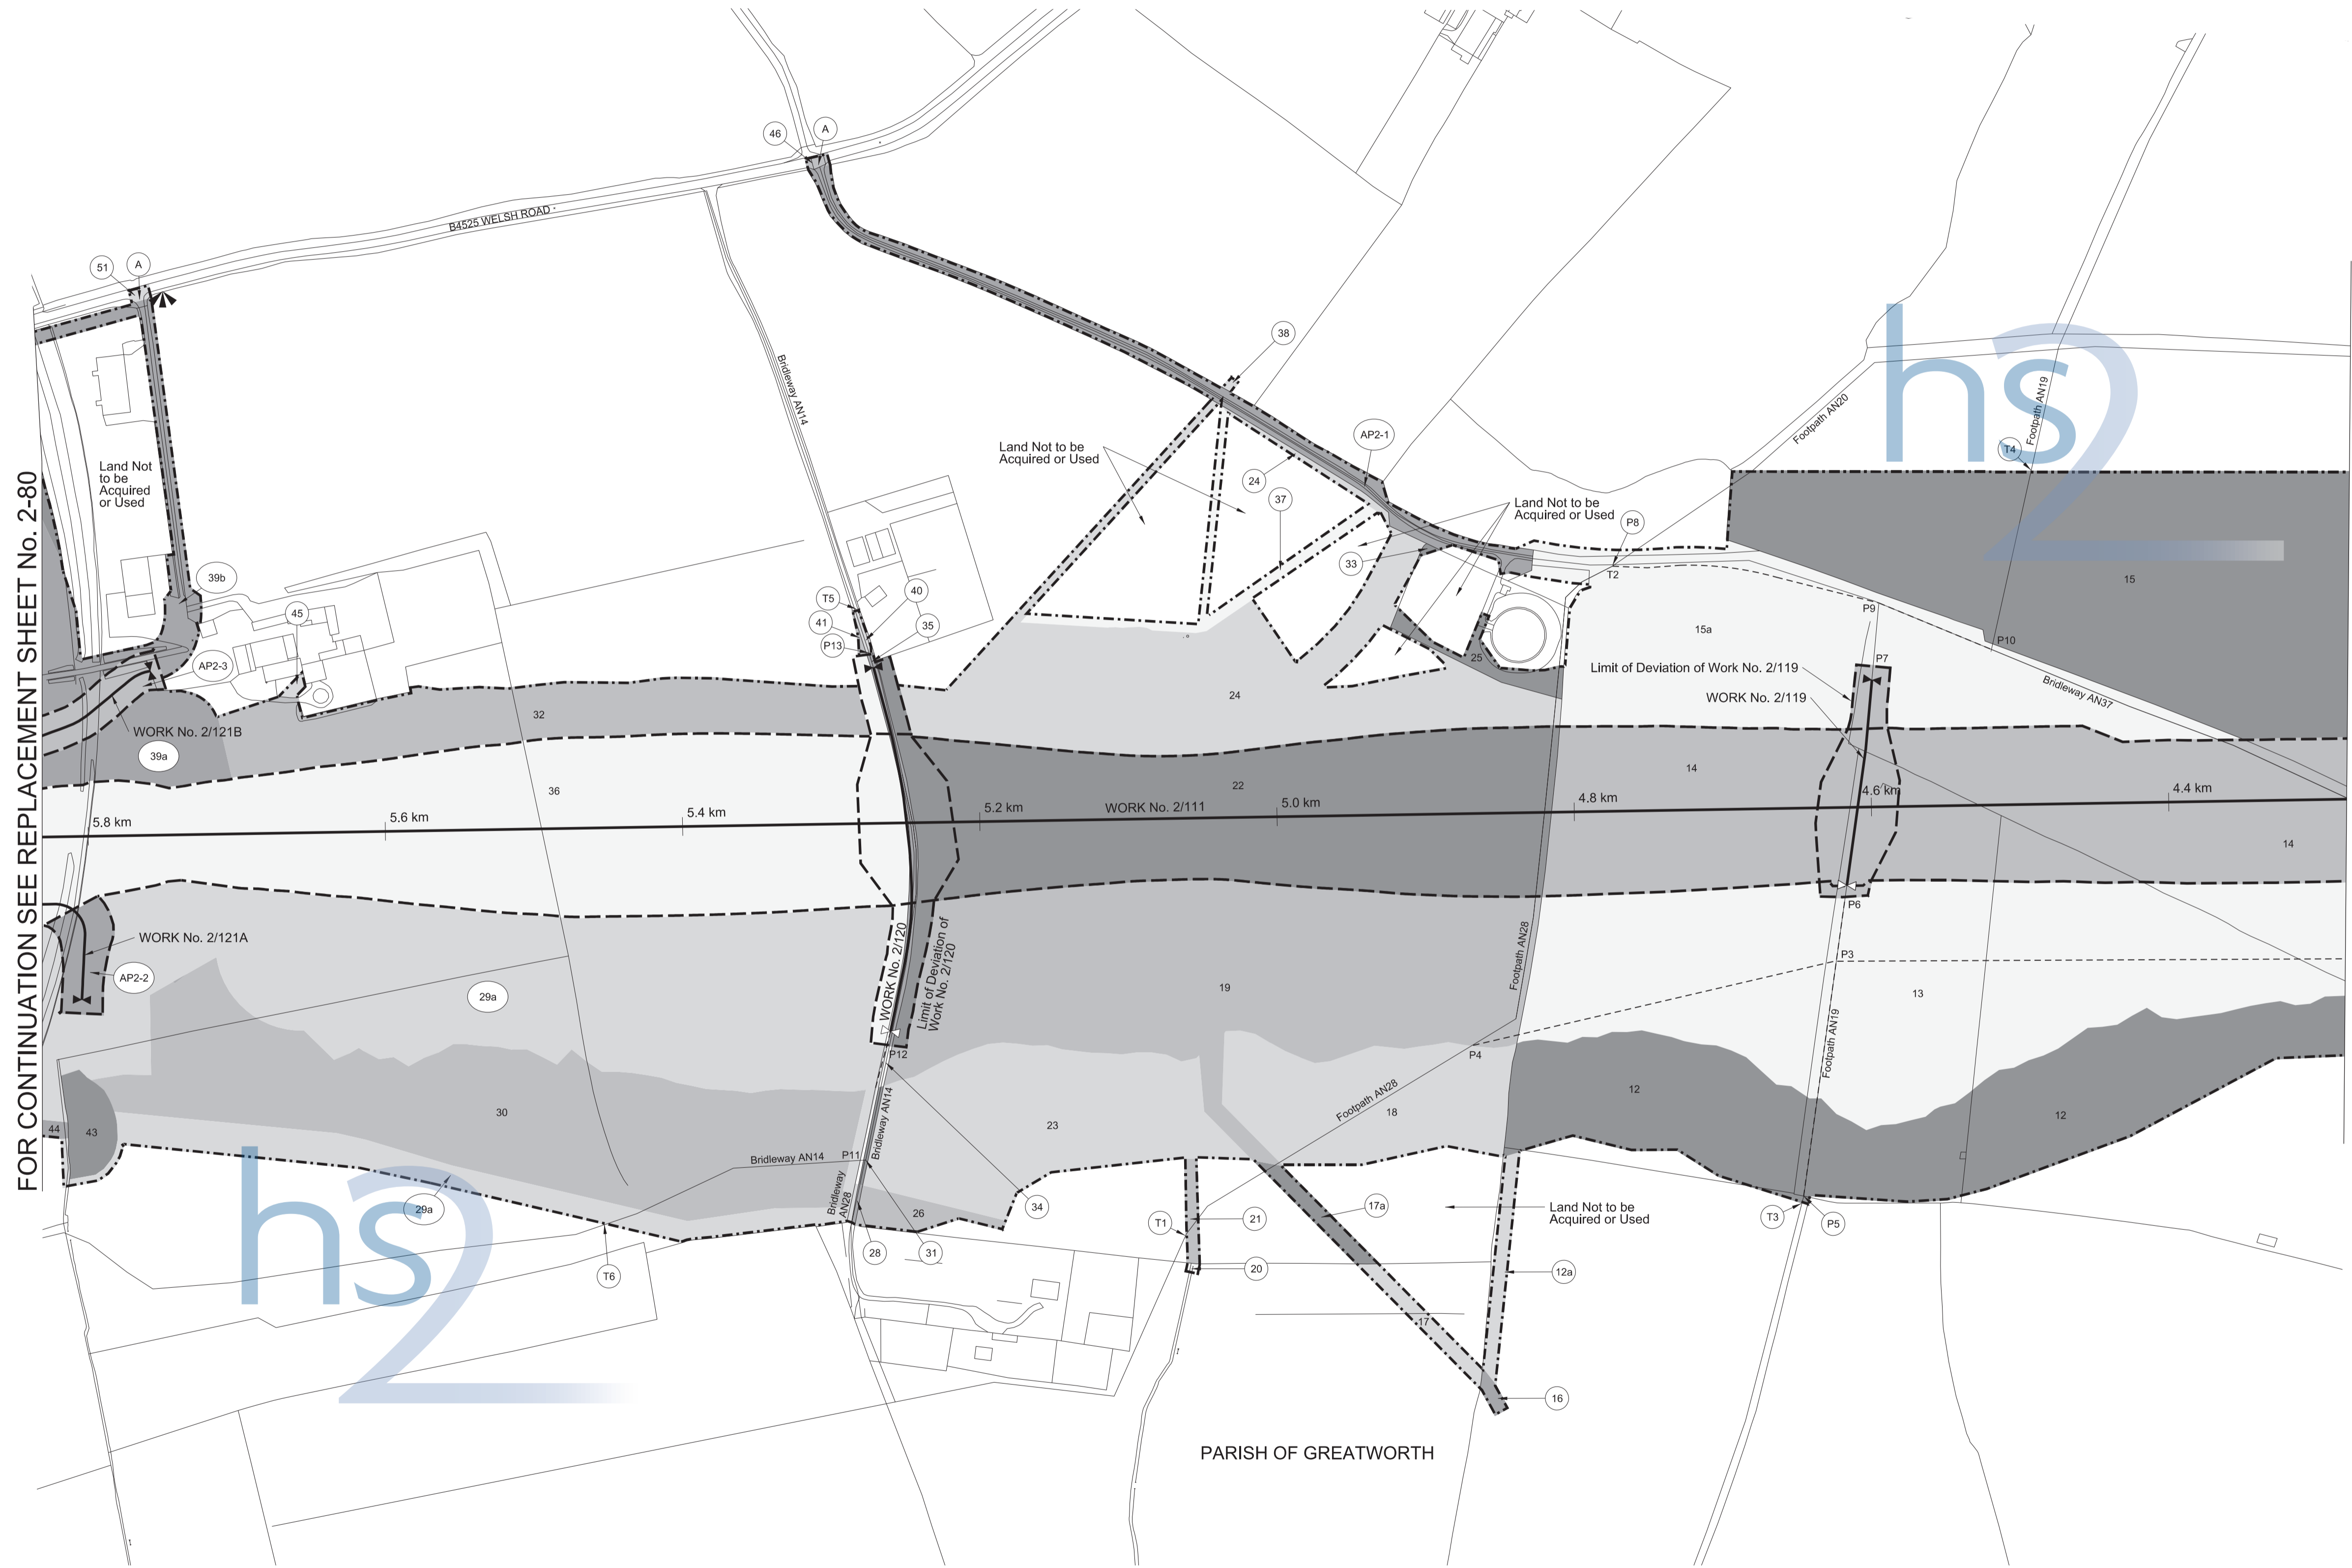 FOR CONTINUATION SEE REPLACEMENT SHEET No. 2-80
46
A
B4525 WELSH ROAD
51
A
38
Bridleway AN14
hs2
Footpath AN19
Footpath AN20
AP2-1
T4
Land Not to be
Acquired or Used
Land Not
to be
Acquired
or Used
24
37
Land Not to be
Acquired or Used
P8
33
T2
15
39b
45
T5
40
41
35
P13
P9
15a
P10
AP2-3
25
Limit of Deviation of Work No. 2/119
P7
24
WORK No. 2/119
Bridleway AN37
32
WORK No. 2/121B
39a
14
22
36
5.8 km
5.6 km
5.4 km
5.2 km
WORK No. 2/111
5.0 km
4.8 km
4.6 km
4.4 km
14
P6
WORK No. 2/121A
WORK No. 2/120
Limit of Deviation of
Work No. 2/120
Footpath AN28
P3
AP2-2
29a
19
13
P12
P4
Footpath AN19
30
44
43
Bridleway AN14
23
Footpath AN28
18
12
12
Bridleway AN14
P11
Bridleway
AN28
29a
26
34
T1
21
17a
Land Not to be
Acquired or Used
T3
P5
28
31
20
12a
T6
hs2
17
16
PARISH OF GREATWORTH